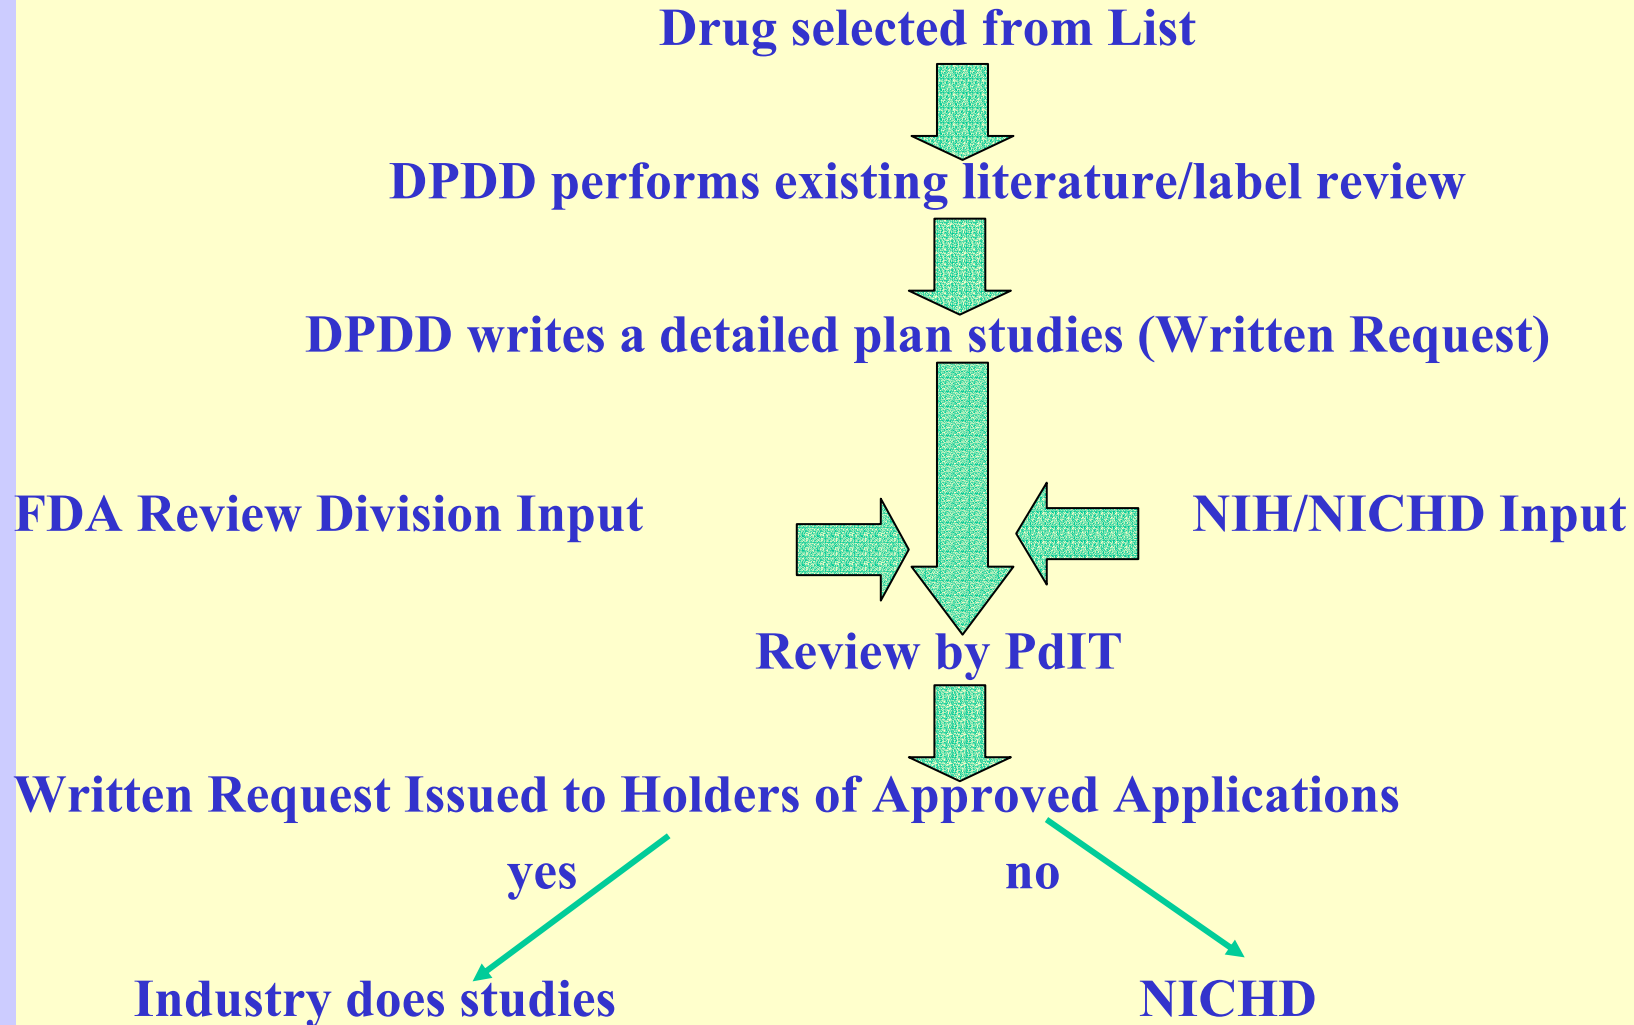 Drug selected from List
DPDD performs existing literature/label review
DPDD writes a detailed plan studies (Written Request)
FDA Review Division Input
NIH/NICHD Input
Review by PdIT
Written Request Issued to Holders of Approved Applications
yes
no
Industry does studies
NICHD